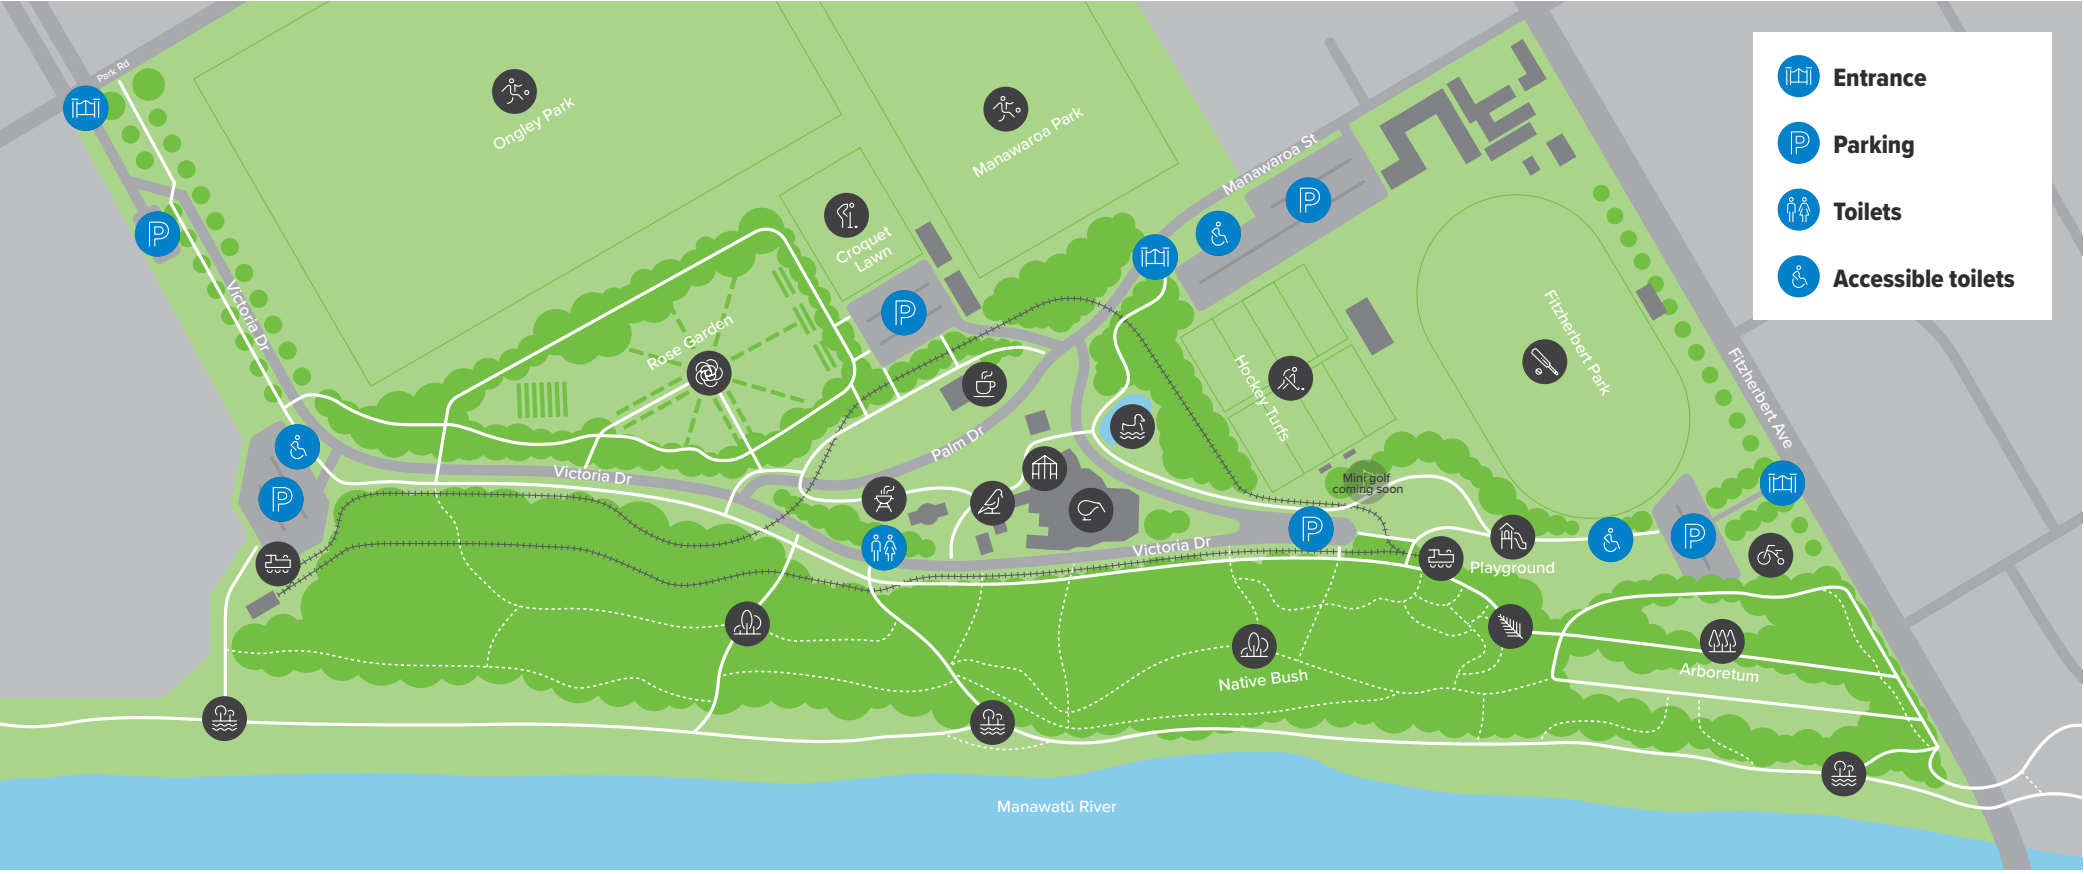 Park Rd
Ongley Park
Manawaroa Park
Manawaroa St
Croquet
Lawn
P
P
P
Entrance
Parking
Toilets
Accessible toilets
Victoria Dr
Rose Garden
Hockey Turfs
Fitzherbert Park
Fitzherbert Ave
Palm Dr
Victoria Dr
Mini golf
coming soon
P
P
P
P
Victoria Dr
Playground
Native Bush
Arboretum
Manawatū River